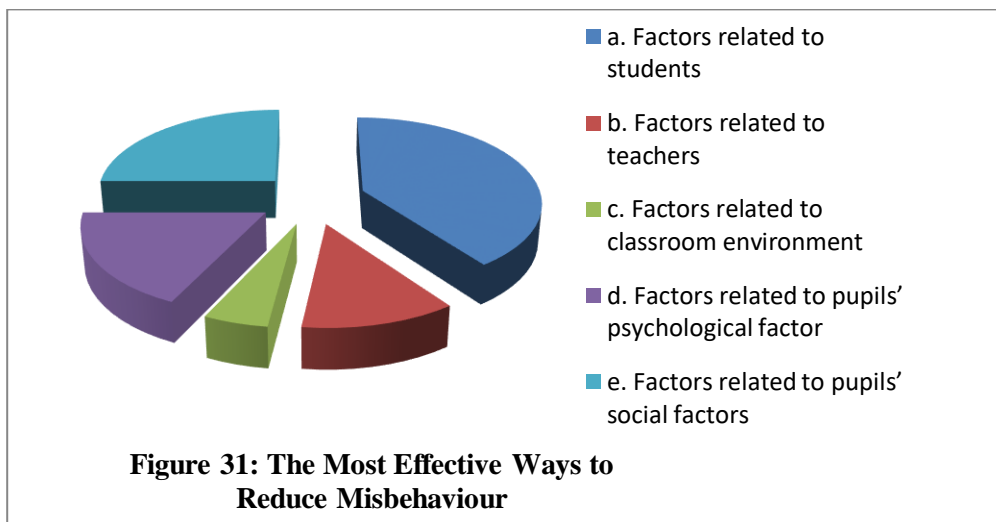 a. Factors related to
students
b. Factors related to
teachers
c. Factors related to
classroom environment
d. Factors related to pupils’
psychological factor
e. Factors related to pupils’
social factors
Figure 31: The Most Effective Ways to
Reduce Misbehaviour